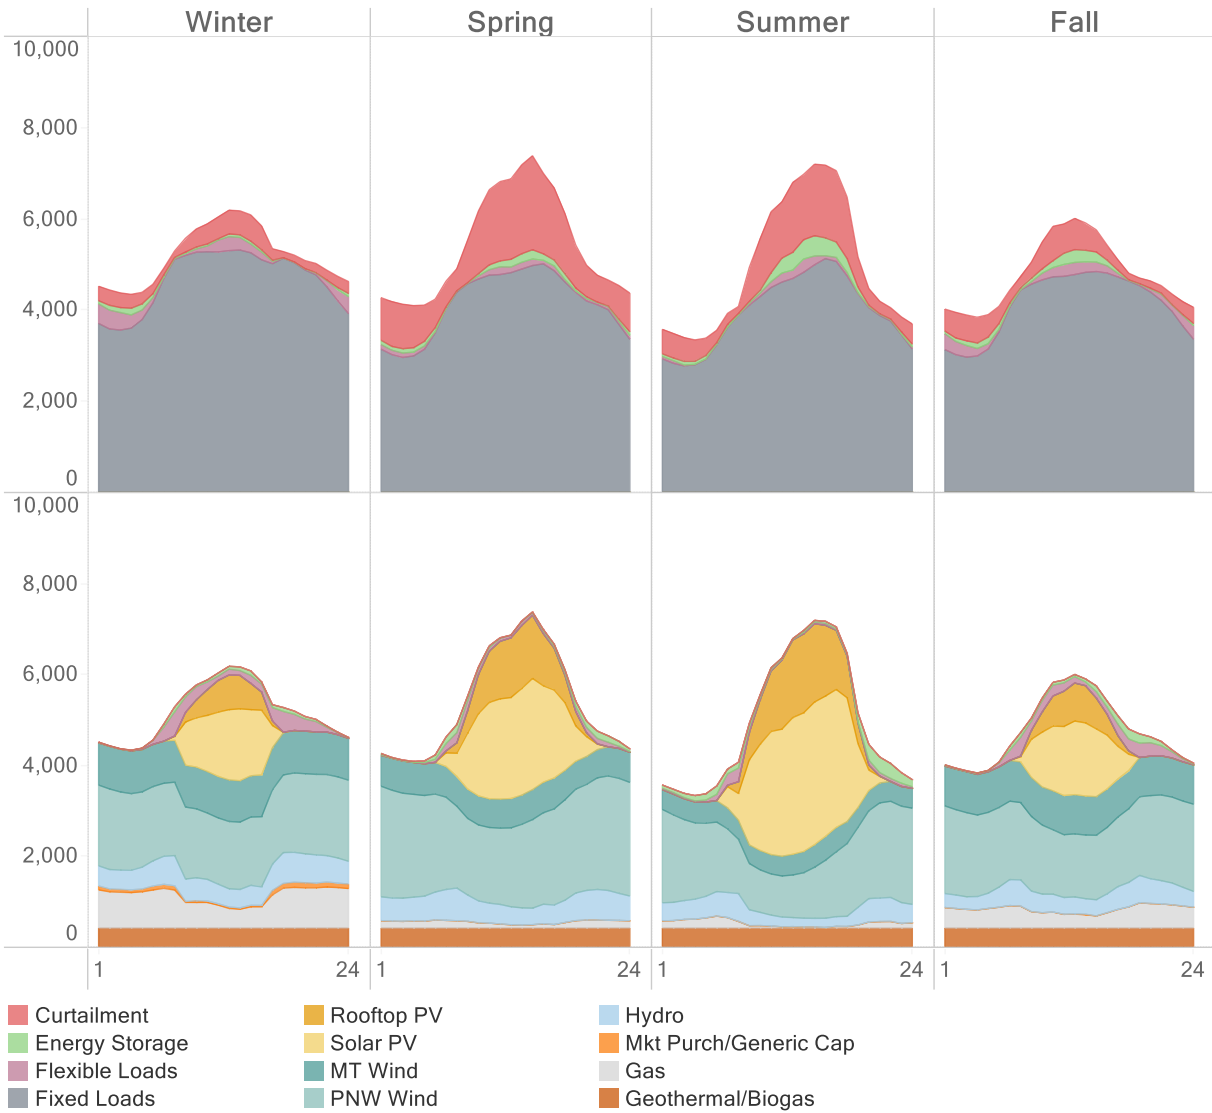 Winter Spring Summer Fall
10,000
8,000
6,000
4,000
2,000
0
10,000
8,000
6,000
4,000
2,000
0
1 24 1 24 1 24 1 24
Curtailment Rooftop PV Hydro
Energy Storage Solar PV Mkt Purch/Generic Cap
Flexible Loads MT Wind Gas
Fixed Loads PNW Wind Geothermal/Biogas